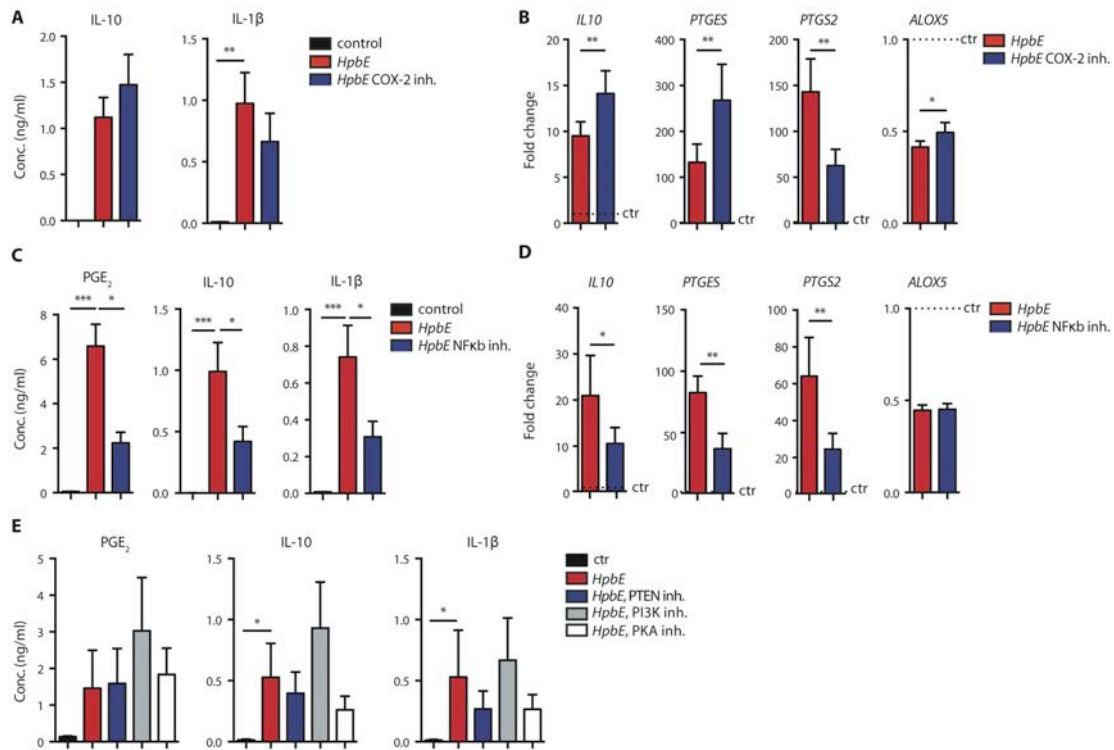 A
IL-10
IL-1β
Conc. (ng/ml)
2.0
1.5
1.0
0.5
0.0
1.5
1.0
0.5
0.0
**
control
HpbE
HpbE COX-2 inh.
B
IL10
PTGES
PTGS2
ALOX5
Fold change
20
15
10
5
0
**
ctr
400
300
200
100
0
**
ctr
200
150
100
50
0
**
ctr
1.0
0.5
0.0
*
ctr
HpbE
HpbE COX-2 inh.
C
PGE2
IL-10
IL-1β
Conc. (ng/ml)
8
6
4
2
0
*** *
1.5
1.0
0.5
0.0
*** *
1.0
0.8
0.6
0.4
0.2
0.0
*** *
control
HpbE
HpbE NFκb inh.
D
IL10
PTGES
PTGS2
ALOX5
Fold change
40
30
20
10
0
*
ctr
150
100
50
0
**
ctr
100
80
60
40
20
0
**
ctr
1.0
0.5
0.0
ctr
HpbE
HpbE NFκb inh.
E
PGE2
IL-10
IL-1β
Conc. (ng/ml)
5
4
3
2
1
0
1.5
1.0
0.5
0.0
*
1.5
1.0
0.5
0.0
*
ctr
HpbE
HpbE, PTEN inh.
HpbE, PI3K inh.
HpbE, PKA inh.